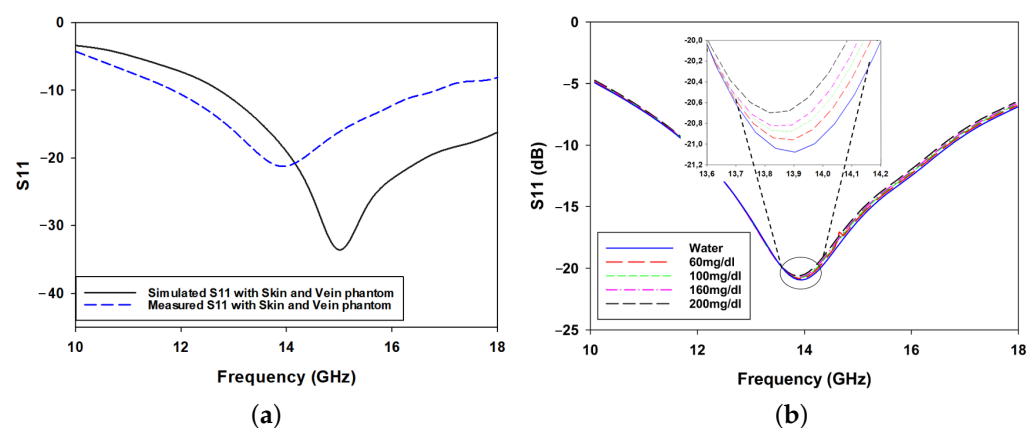 0
−10
−20
−30
−40
S11
10
12
14
16
18
Frequency (GHz)
Simulated S11 with Skin and Vein phantom
Measured S11 with Skin and Vein phantom
(a)
0
−5
−10
−15
−20
−25
S11 (dB)
10
12
14
16
18
Frequency (GHz)
-20,0
-20,2
-20,4
-20,6
-20,8
-21,0
-21,2
13,6
13,7
13,8
13,9
14,0
14,1
14,2
Water
60mg/dl
100mg/dl
160mg/dl
200mg/dl
(b)